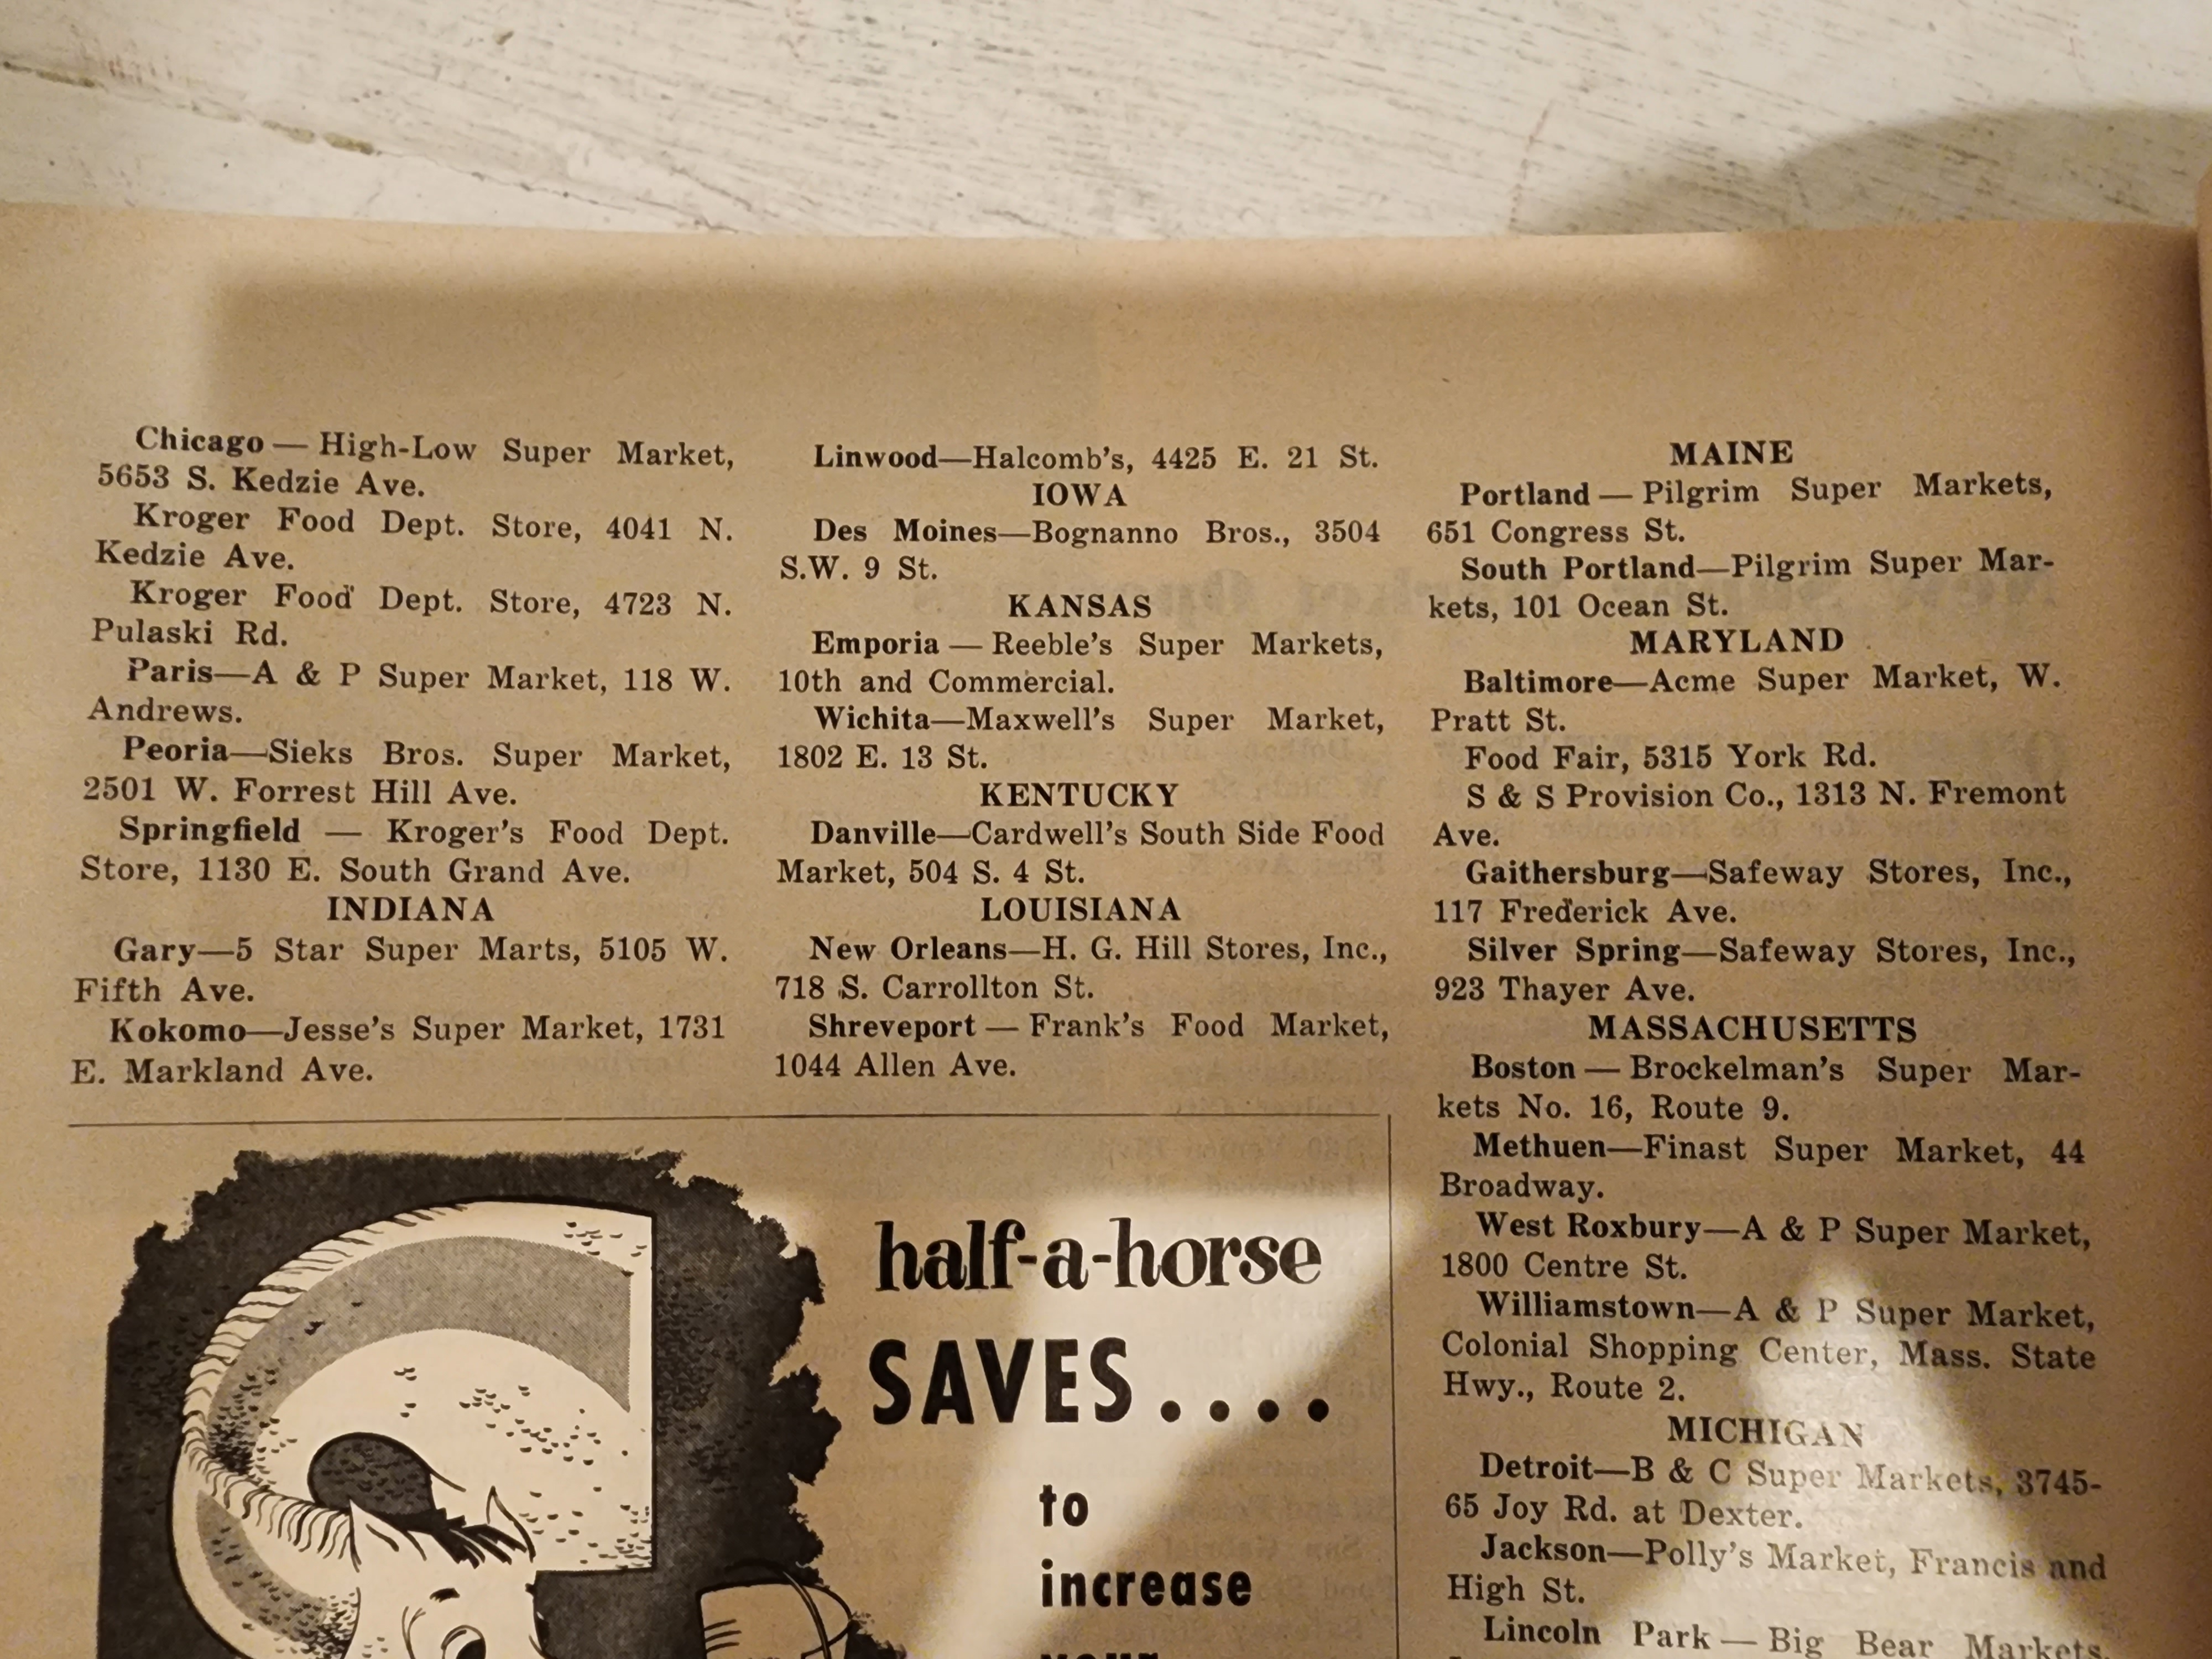 Chicago — High-Low Super Market,
5653 S. Kedzie Ave.
Kroger Food Dept. Store, 4041 N.
Kedzie Ave.
Kroger Food Dept. Store, 4723 N.
Pulaski Rd.
Paris—A & P Super Market, 118 W.
Andrews.
Peoria—Sieks Bros. Super Market,
2501 W. Forrest Hill Ave.
Springfield — Kroger's Food Dept.
Store, 1130 E. South Grand Ave.
INDIANA
Gary—5 Star Super Marts, 5105 W.
Fifth Ave.
Kokomo—Jesse's Super Market, 1731
E. Markland Ave.
Linwood—Halcomb's, 4425 E. 21 St.
IOWA
Des Moines—Bognanno Bros., 3504
S.W. 9 St.
KANSAS
Emporia — Reeble's Super Markets,
10th and Commercial.
Wichita—Maxwell's Super Market,
1802 E. 13 St.
KENTUCKY
Danville—Cardwell's South Side Food
Market, 504 S. 4 St.
LOUISIANA
New Orleans—H. G. Hill Stores, Inc.,
718 S. Carrollton St.
Shreveport — Frank's Food Market,
1044 Allen Ave.
MAINE
Portland — Pilgrim Super Markets,
651 Congress St.
South Portland—Pilgrim Super Mar-
kets, 101 Ocean St.
MARYLAND
Baltimore—Acme Super Market, W.
Pratt St.
Food Fair, 5315 York Rd.
S & S Provision Co., 1313 N. Fremont
Ave.
Gaithersburg—Safeway Stores, Inc.,
117 Frederick Ave.
Silver Spring—Safeway Stores, Inc.,
923 Thayer Ave.
MASSACHUSETTS
Boston — Brockelman's Super Mar-
kets No. 16, Route 9.
Methuen—Finast Super Market, 44
Broadway.
West Roxbury—A & P Super Market,
1800 Centre St.
Williamstown—A & P Super Market,
Colonial Shopping Center, Mass. State
Hwy., Route 2.
MICHIGAN
Detroit—B & C Super Markets, 3745-
65 Joy Rd. at Dexter.
Jackson—Polly's Market, Francis and
High St.
Lincoln Park — Big Bear Markets,
half-a-horse
SAVES....
to
increase